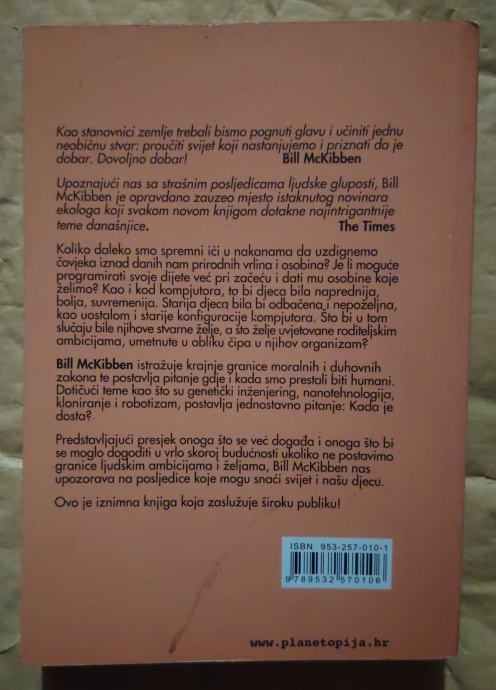 Kao stanovnici zemlje trebali bismo pognuti glavu i učiniti jednu
neobičnu stvar: proučiti svijet koji nastanjujemo i priznati da je
dobar. Dovoljno dobar! Bill McKibben
Upoznajući nas sa strašnim posljedicama ljudske gluposti, Bill
McKibben je opravdano zauzeo mjesto istaknutog novinara
ekologa koji svakom novom knjigom dotakne najintrigantnije
teme današnjice. The Times
Koliko daleko smo spremni ići u nakanama da uzdignemo
čovjeka iznad danih nam prirodnih vrlina i osobina? Je li moguće
programirati svoje dijete već pri začeću i dati mu osobine koje
želimo? Kao i kod kompjutora, ta bi djeca bila naprednija,
bolja, suvremenija. Starija djeca bila bi odbačena i nepoželjna,
kao uostalom i starije konfiguracije kompjutora. Što bi u tom
slučaju bile njihove stvarne želje, a što želje uvjetovane roditeljskim
ambicijama, umetnute u obliku čipa u njihov organizam?
Bill McKibben istražuje krajnje granice moralnih i duhovnih
zakona te postavlja pitanje gdje i kada smo prestali biti humani.
Dotičući teme kao što su genetički inženjering, nanotehnologija,
kloniranje i robotizam, postavlja jednostavno pitanje: Kada je
dosta?
Predstavljajući presjek onoga što se već događa i onoga što bi
se moglo dogoditi u vrlo skoroj budućnosti ukoliko ne postavimo
granice ljudskim ambicijama i željama, Bill McKibben nas
upozorava na posljedice koje mogu snaći svijet i našu djecu.
Ovo je iznimna knjiga koja zaslužuje široku publiku!
ISBN 953-257-010-1
9789532570106
www.planetopija.hr